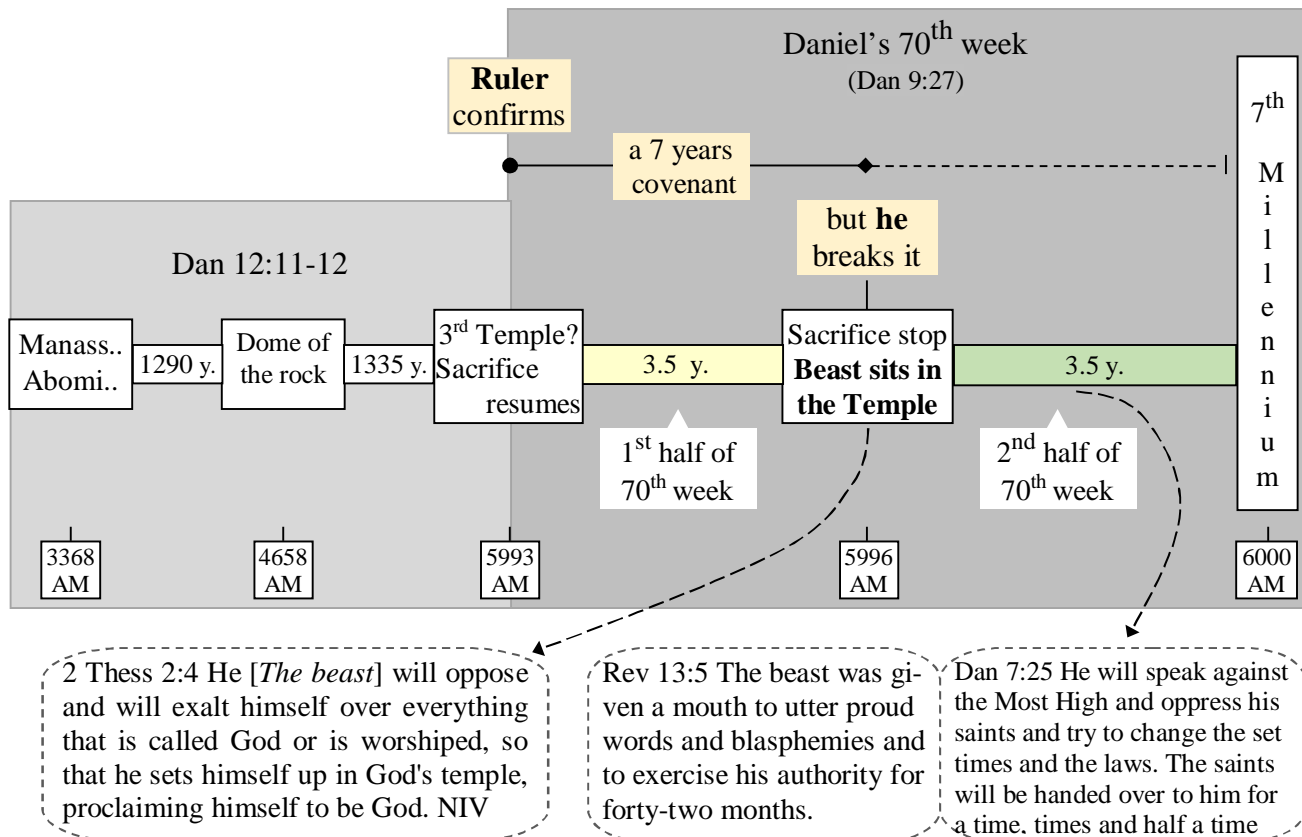 Daniel's 70th week
(Dan 9:27)
Ruler
confirms
a 7 years
covenant
but he
breaks it
7th
Millennium
Dan 12:11-12
Manass..
Abomi..
1290 y.
Dome of
the rock
1335 y.
3rd Temple?
Sacrifice
resumes
3.5 y.
Sacrifice stop
Beast sits in
the Temple
3.5 y.
1st half of
70th week
2nd half of
70th week
3368
AM
4658
AM
5993
AM
5996
AM
6000
AM
2 Thess 2:4 He [The beast] will oppose
and will exalt himself over everything
that is called God or is worshiped, so
that he sets himself up in God's temple,
proclaiming himself to be God. NIV
Rev 13:5 The beast was gi-
ven a mouth to utter proud
words and blasphemies and
to exercise his authority for
forty-two months.
Dan 7:25 He will speak against
the Most High and oppress his
saints and try to change the set
times and the laws. The saints
will be handed over to him for
a time, times and half a time